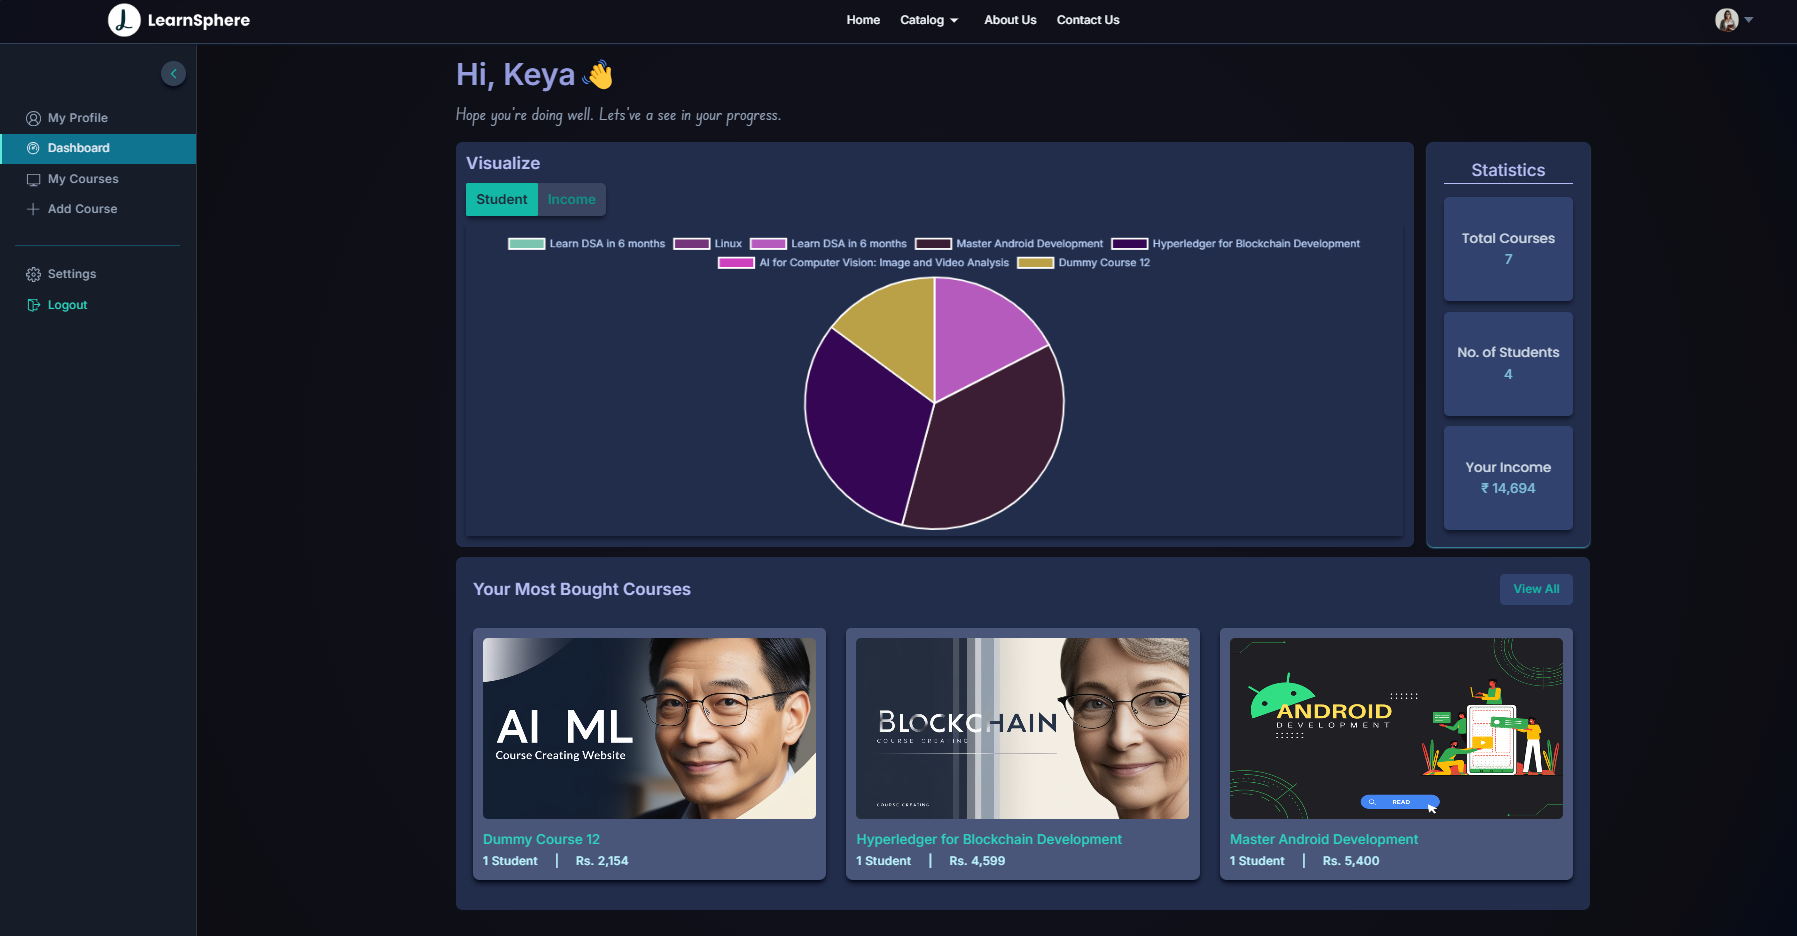 LearnSphere
Home Catalog About Us Contact Us
My Profile
Dashboard
My Courses
Add Course
Settings
Logout
Hi, Keya 👋
Hope you're doing well. Lets've a see in your progress.
Visualize
Student Income
Learn DSA in 6 months Linux Learn DSA in 6 months Master Android Development Hyperledger for Blockchain Development
AI for Computer Vision: Image and Video Analysis Dummy Course 12
Statistics
Total Courses
7
No. of Students
4
Your Income
₹ 14,694
Your Most Bought Courses
View All
AI ML
Course Creating Website
Dummy Course 12
1 Student | Rs. 2,154
BLOCKCHAIN
COURSE CREATING
COURSE CREATING
Hyperledger for Blockchain Development
1 Student | Rs. 4,599
ANDROID
DEVELOPMENT
READ
Master Android Development
1 Student | Rs. 5,400